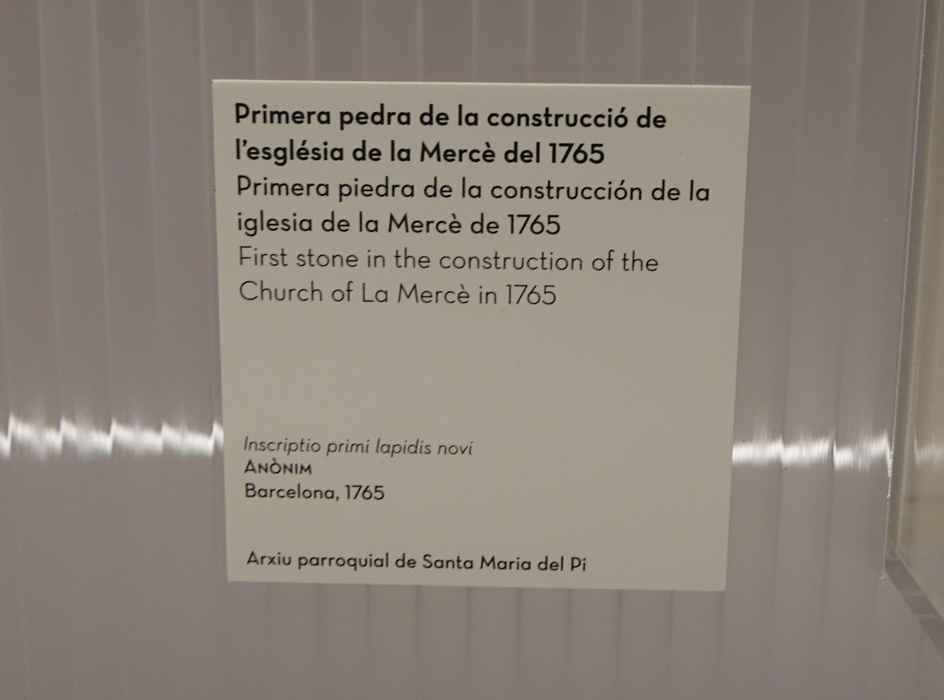 Primera pedra de la construcció de
l'església de la Mercè del 1765
Primera piedra de la construcción de la
iglesia de la Mercè de 1765
First stone in the construction of the
Church of La Mercè in 1765
Inscriptio primi lapidis novi
ANÒNIM
Barcelona, 1765
Arxiu parroquial de Santa Maria del Pi